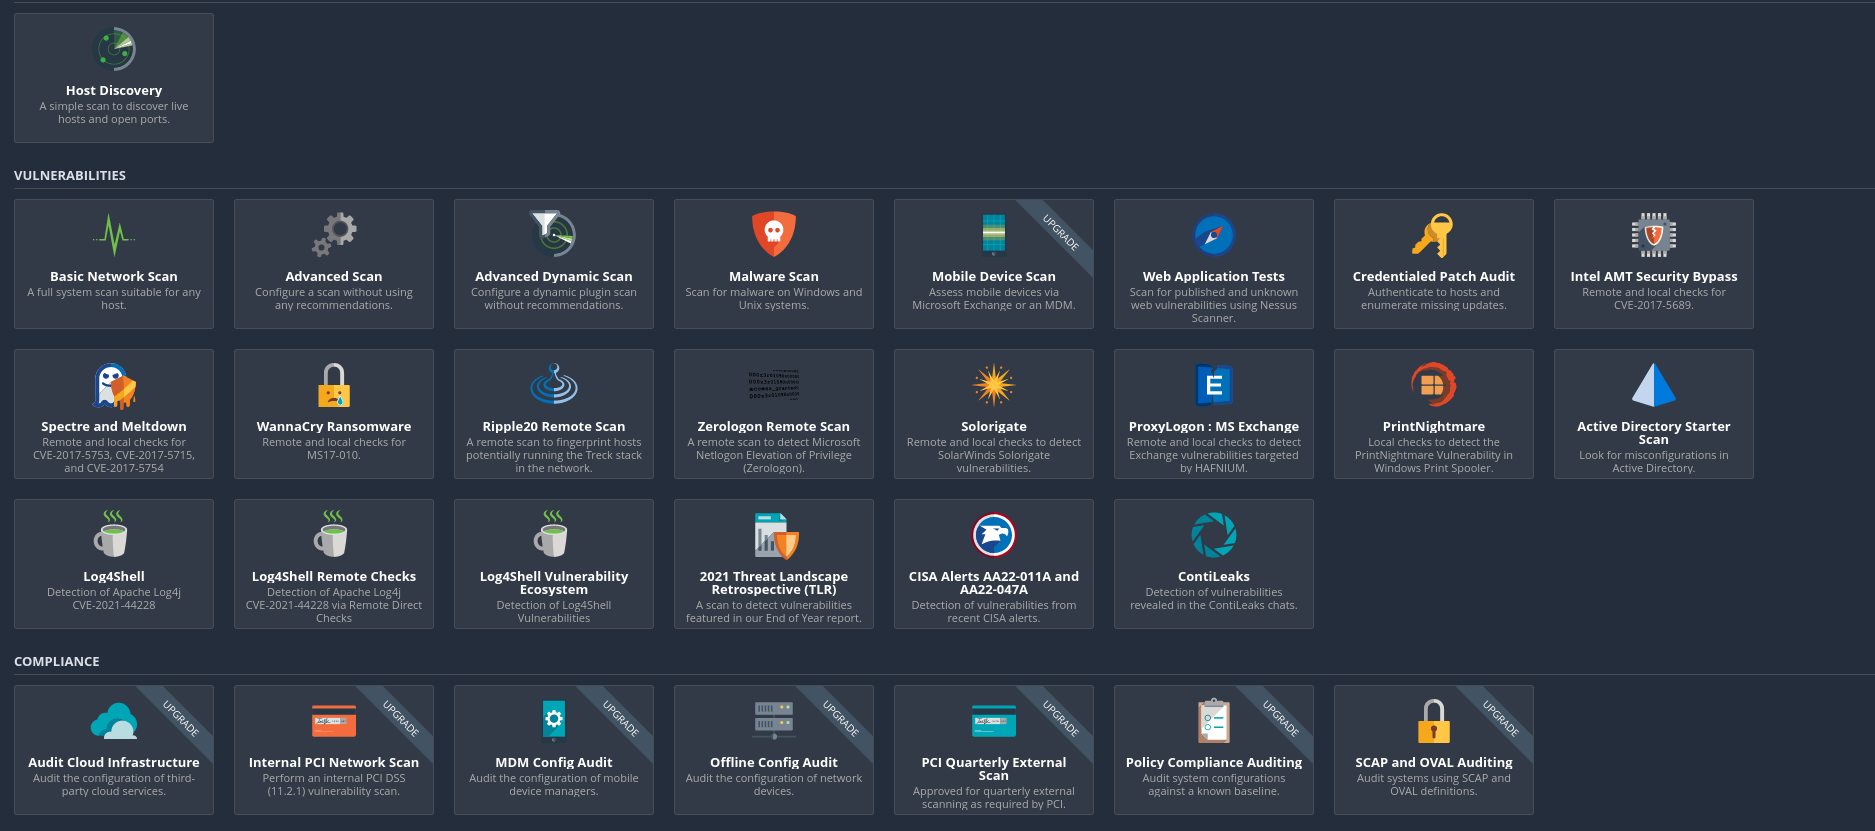 Host Discovery
A simple scan to discover live
hosts and open ports.
VULNERABILITIES
Basic Network Scan
A full system scan suitable for any
host.
Advanced Scan
Configure a scan without using
any recommendations.
Advanced Dynamic Scan
Configure a dynamic plugin scan
without recommendations.
Malware Scan
Scan for malware on Windows and
Unix systems.
UPGRADE
Mobile Device Scan
Assess mobile devices via
Microsoft Exchange or an MDM.
Web Application Tests
Scan for published and unknown
web vulnerabilities using Nessus
Scanner.
Credentialed Patch Audit
Authenticate to hosts and
enumerate missing updates.
Intel AMT Security Bypass
Remote and local checks for
CVE-2017-5689.
Spectre and Meltdown
Remote and local checks for
CVE-2017-5753, CVE-2017-5715,
and CVE-2017-5754
WannaCry Ransomware
Remote and local checks for
MS17-010.
Ripple20 Remote Scan
A remote scan to fingerprint hosts
potentially running the Treck stack
in the network.
Zerologon Remote Scan
A remote scan to detect Microsoft
Netlogon Elevation of Privilege
(Zerologon).
Solorigate
Remote and local checks to detect
SolarWinds Solorigate
vulnerabilities.
E
ProxyLogon : MS Exchange
Remote and local checks to detect
Exchange vulnerabilities targeted
by HAFNIUM.
PrintNightmare
Local checks to detect the
PrintNightmare Vulnerability in
Windows Print Spooler.
Active Directory Starter
Scan
Look for misconfigurations in
Active Directory.
Log4Shell
Detection of Apache Log4j
CVE-2021-44228
Log4Shell Remote Checks
Detection of Apache Log4j
CVE-2021-44228 via Remote Direct
Checks
Log4Shell Vulnerability
Ecosystem
Detection of Log4Shell
Vulnerabilities
2021 Threat Landscape
Retrospective (TLR)
A scan to detect vulnerabilities
featured in our End of Year report.
CISA Alerts AA22-011A and
AA22-047A
Detection of vulnerabilities from
recent CISA alerts.
ContiLeaks
Detection of vulnerabilities
revealed in the ContiLeaks chats.
COMPLIANCE
UPGRADE
Audit Cloud Infrastructure
Audit the configuration of third-
party cloud services.
UPGRADE
Internal PCI Network Scan
Perform an internal PCI DSS
(11.2.1) vulnerability scan.
UPGRADE
MDM Config Audit
Audit the configuration of mobile
device managers.
UPGRADE
Offline Config Audit
Audit the configuration of network
devices.
UPGRADE
PCI Quarterly External
Scan
Approved for quarterly external
scanning as required by PCI.
UPGRADE
Policy Compliance Auditing
Audit system configurations
against a known baseline.
UPGRADE
SCAP and OVAL Auditing
Audit systems using SCAP and
OVAL definitions.